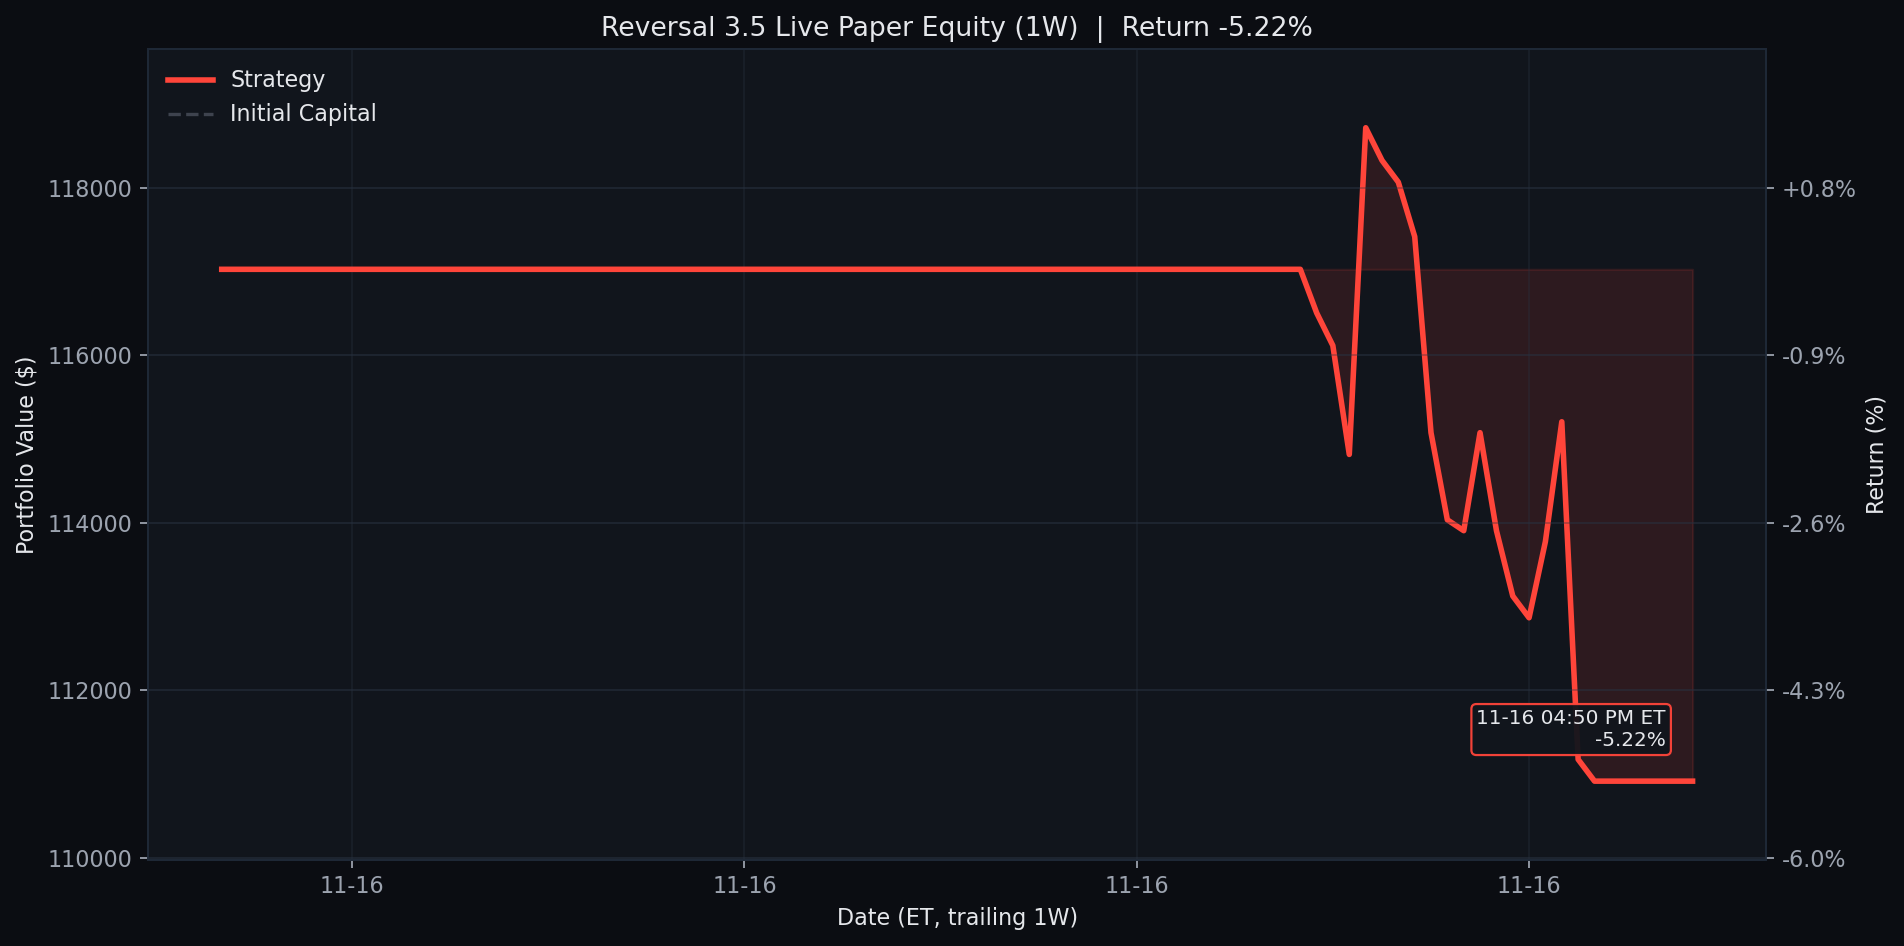 Reversal 3.5 Live Paper Equity (1W)  |  Return -5.22%
Strategy
Initial Capital
118000
116000
114000
112000
110000
Portfolio Value ($)
+0.8%
-0.9%
-2.6%
-4.3%
-6.0%
Return (%)
11-16 04:50 PM ET
-5.22%
11-16
11-16
11-16
11-16
Date (ET, trailing 1W)